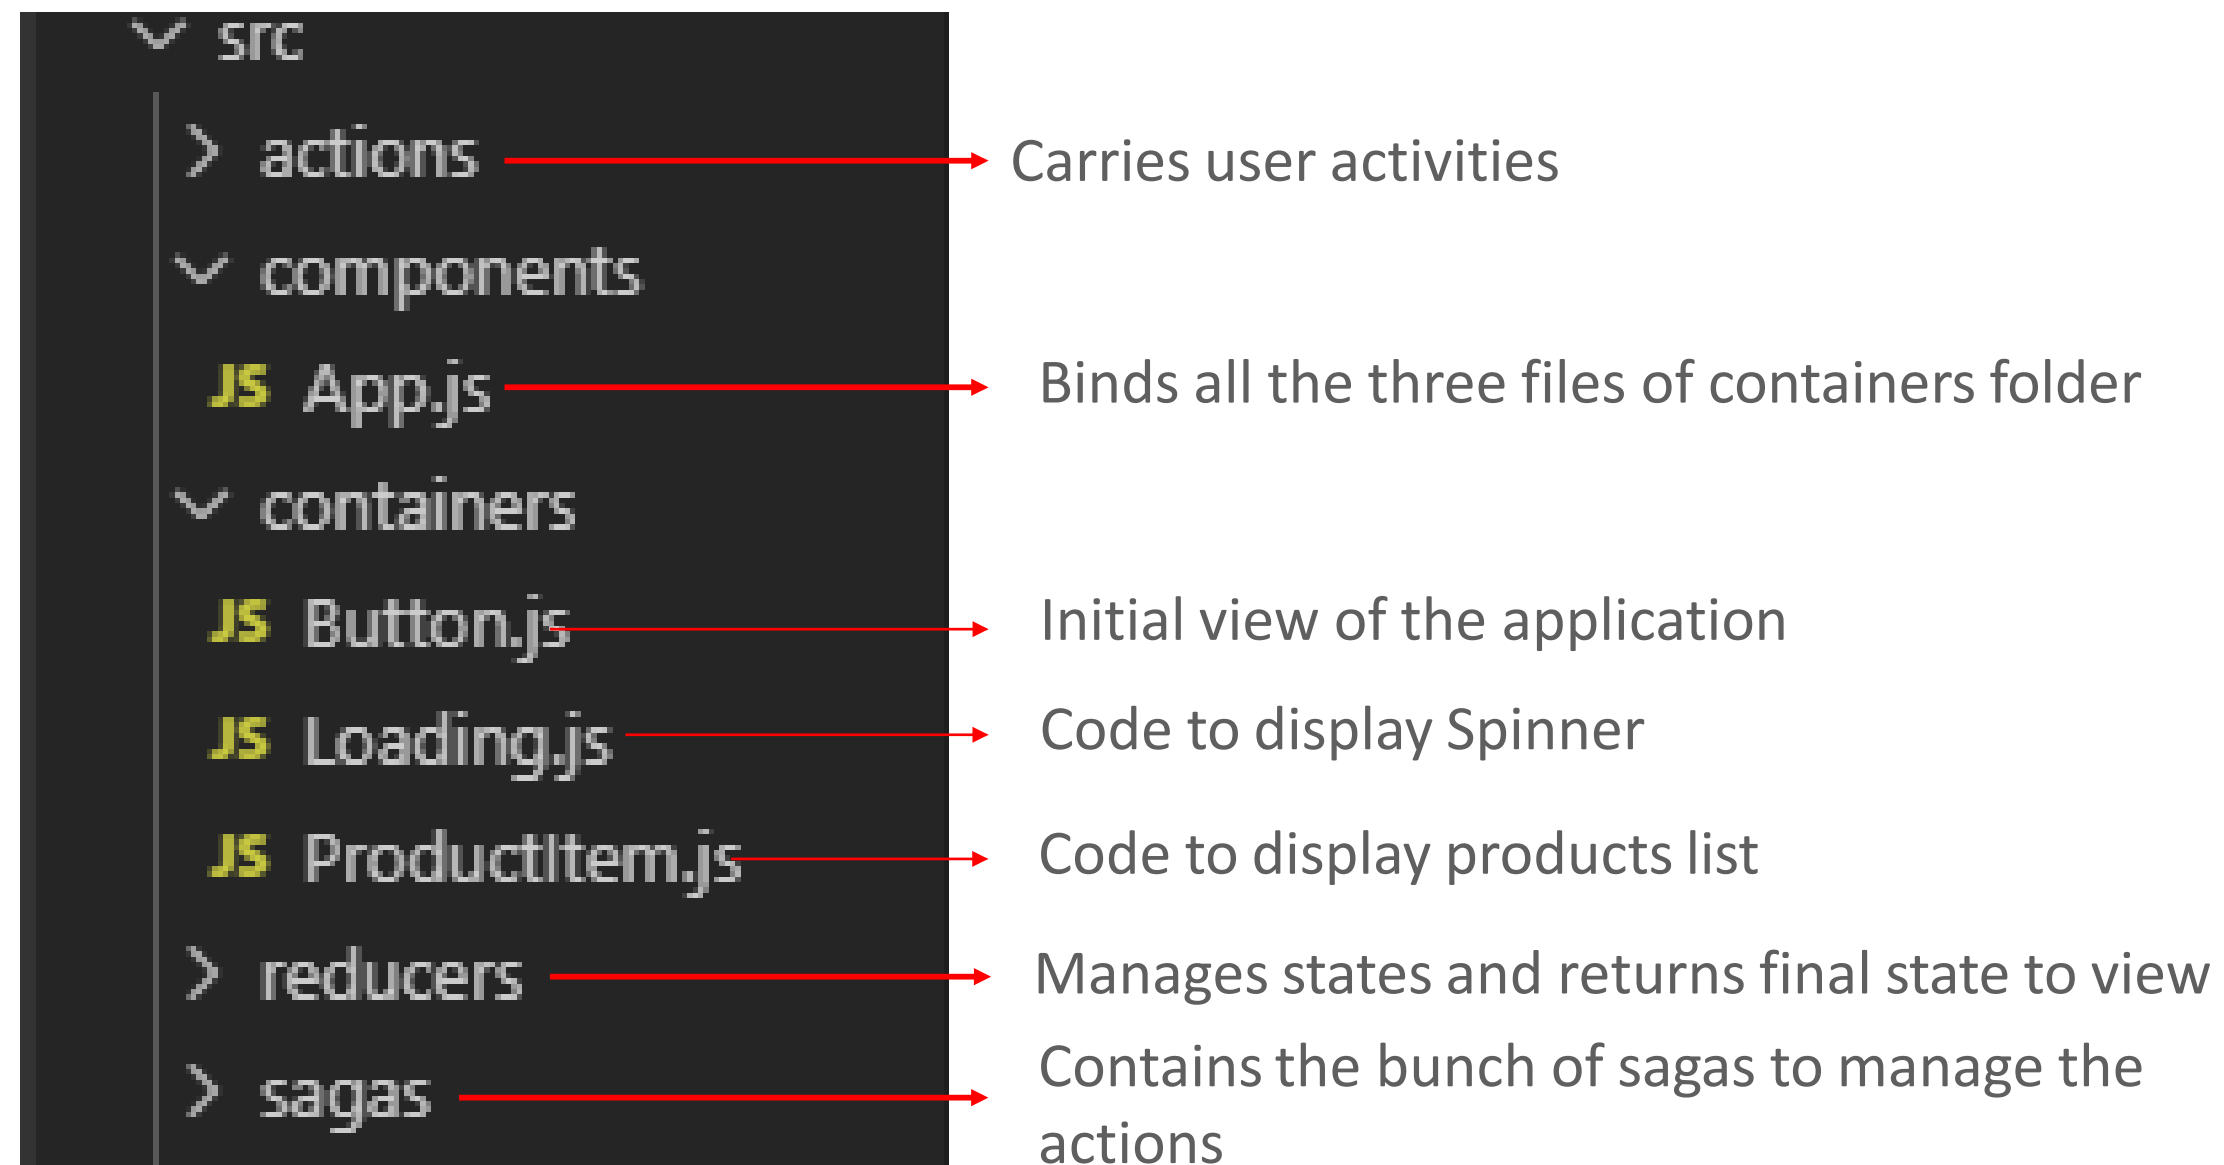 src
actions
Carries user activities
components
JS App.js
Binds all the three files of containers folder
containers
JS Button.js
Initial view of the application
JS Loading.js
Code to display Spinner
JS ProductItem.js
Code to display products list
reducers
Manages states and returns final state to view
sagas
Contains the bunch of sagas to manage the
actions